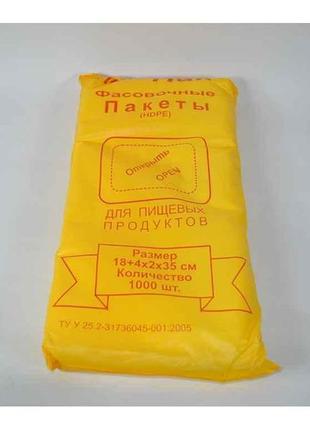 Фасовочные
Пакеты
(HDPE)
Открыть
OPEN
ДЛЯ ПИЩЕВЫХ
ПРОДУКТОВ
Размер
18+4х2х35 см
Количество
1000 шт.
ТУ У 25.2-31736045-001:2005